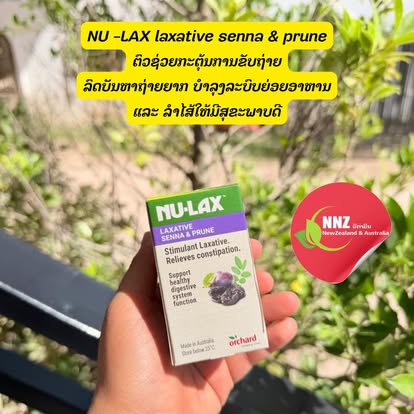 NU -LAX laxative senna & prune
ຕົວຊ່ວຍກະຕຸ້ນການຂັບຖ່າຍ
ລົດບັນຫາຖ່າຍຍາກ ບຳລຸງລະບົບຍ່ອຍອາຫານ
ແລະ ລຳໄສ້ໃຫ້ມີສຸຂະພາບດີ
NU-LAX
LAXATIVE
SENNA & PRUNE
Stimulant Laxative.
Relieves constipation.
Support
healthy
digestive
system
function
Made in Australia
Store below 25°C
orchard
NNZ
NewZealand & Australia